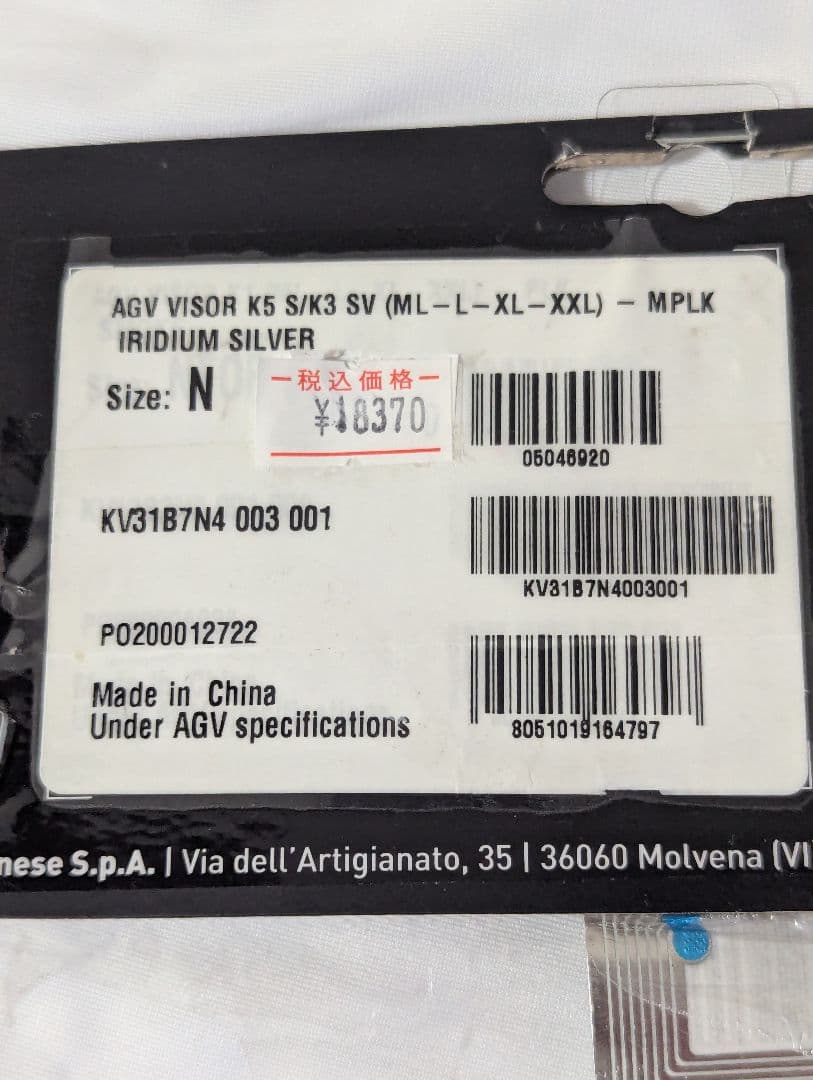 AGV VISOR K5 S/K3 SV (ML-L-XL-XXL) - MPLK
IRIDIUM SILVER
Size: N
税込価格
¥18370
05046920
KV31B7N4 003 001
KV31B7N4003001
PO200012722
Made in China
Under AGV specifications
8051019164797
nese S.p.A. | Via dell'Artigianato, 35 | 36060 Molvena (VI